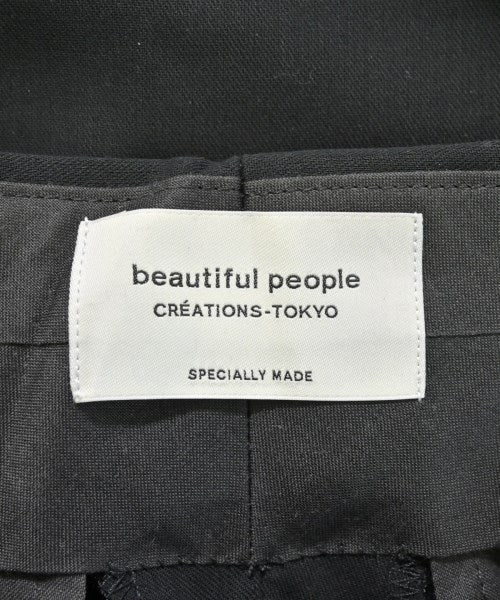 beautiful people
CRÉATIONS-TOKYO
SPECIALLY MADE